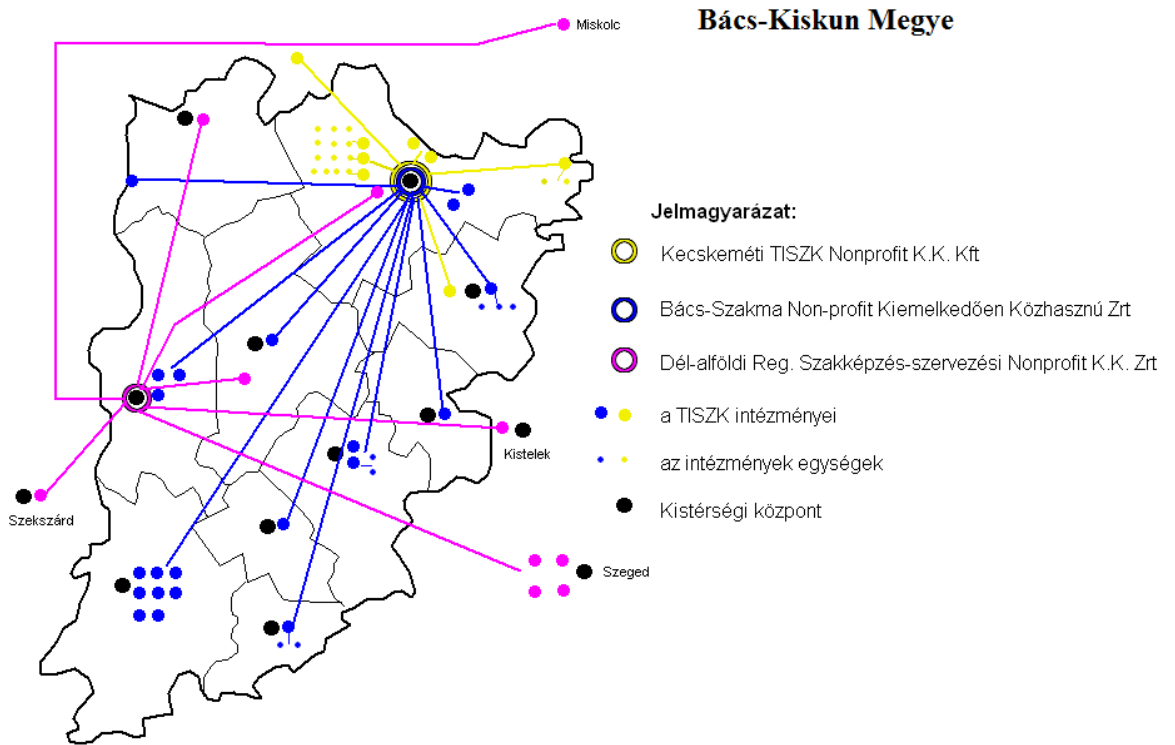 Bács-Kiskun Megye
Miskolc
Jelmagyarázat:
Kecskeméti TISZK Nonprofit K.K. Kft
Bács-Szakma Non-profit Kiemelkedően Közhasznú Zrt
Dél-alföldi Reg. Szakképzés-szervezési Nonprofit K.K. Zrt
a TISZK intézményei
az intézmények egységek
Kistérségi központ
Kistelek
Szekszárd
Szeged